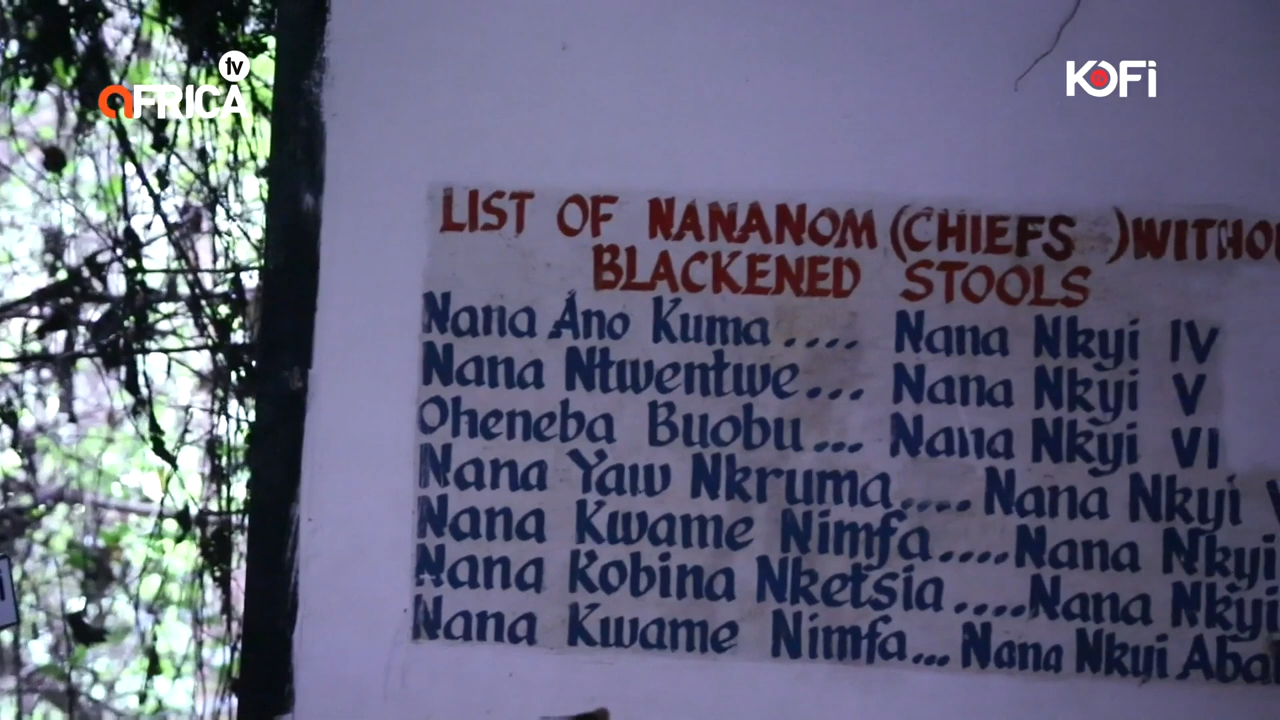 tv
aFRICA
KOFi
LIST OF NANANOM (CHIEFS ) WITHO
BLACKENED STOOLS
Nana Ano Kuma .... Nana Nkyi IV
Nana Ntwentwe... Nana Nkyi V
Oheneba Buobu ... Nana Nkyi VI
Nana Yaw Nkruma.... Nana Nkyi V
Nana Kwame Nimfa....Nana Nkyi
Nana Kobina Nketsia ....Nana Nkyi
Nana Kwame Nimfa... Nana Nkyi Aba